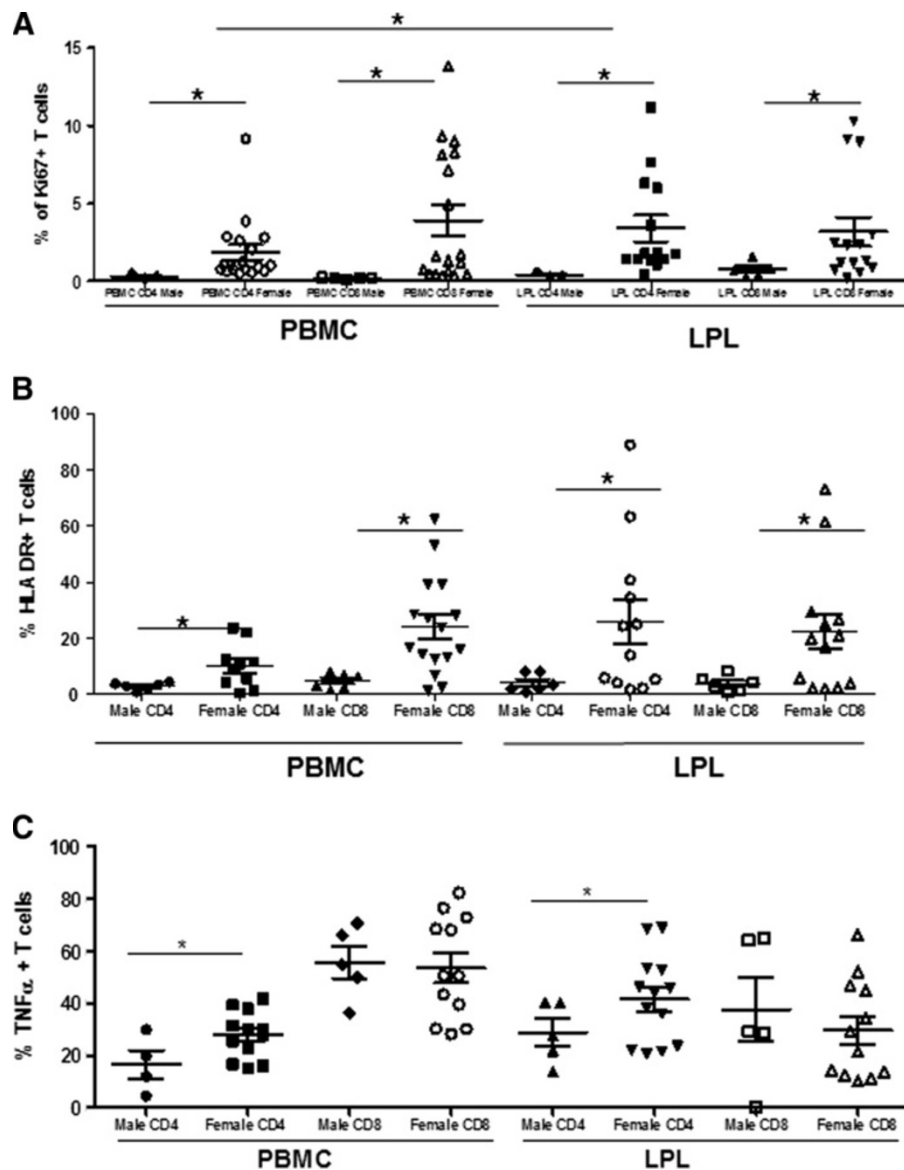 A
*
* * * *
15
10
5
0
% of Ki67+ T cells
PBMC CD4 Male PBMC CD4 Female PBMC CD8 Male PBMC CD8 Female LPL CD4 Male LPL CD4 Female LPL CD8 Male LPL CD8 Female
PBMC LPL
B
* * * *
100
80
60
40
20
0
% HLA DR+ T cells
Male CD4 Female CD4 Male CD8 Female CD8 Male CD4 Female CD4 Male CD8 Female CD8
PBMC LPL
C
* *
100
80
60
40
20
0
% TNFα + T cells
Male CD4 Female CD4 Male CD8 Female CD8 Male CD4 Female CD4 Male CD8 Female CD8
PBMC LPL